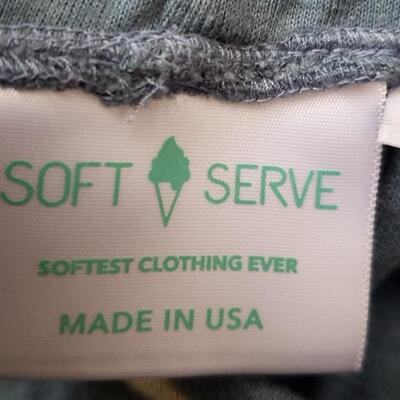 SOFT SERVE
SOFTEST CLOTHING EVER
MADE IN USA